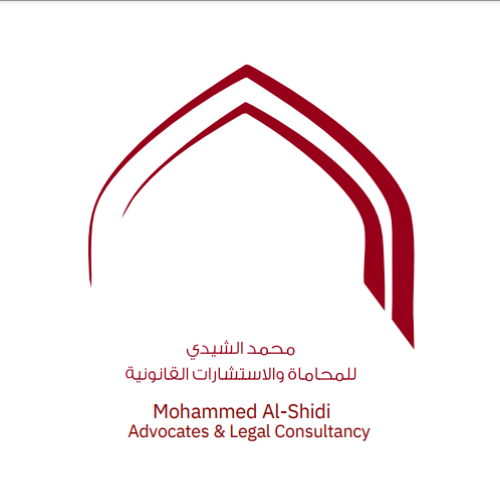 محمد الشيدي
للمحاماة والاستشارات القانونية
Mohammed Al-Shidi
Advocates & Legal Consultancy